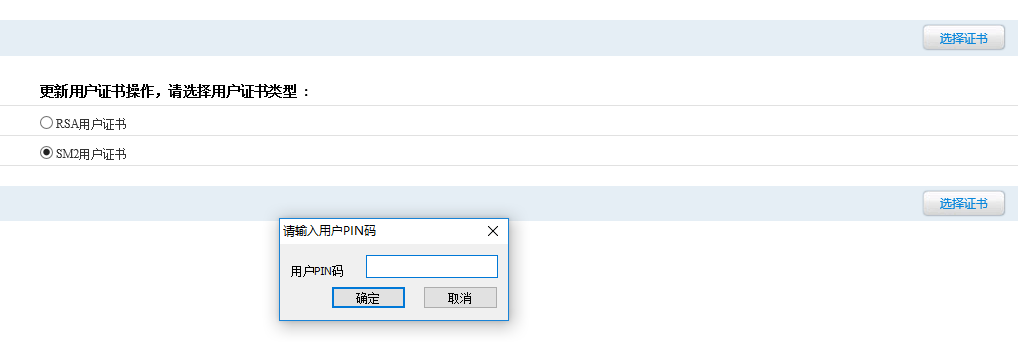 选择证书
更新用户证书操作，请选择用户证书类型 ：
RSA用户证书
SM2用户证书
选择证书
请输入用户PIN码
用户PIN码
确定 取消